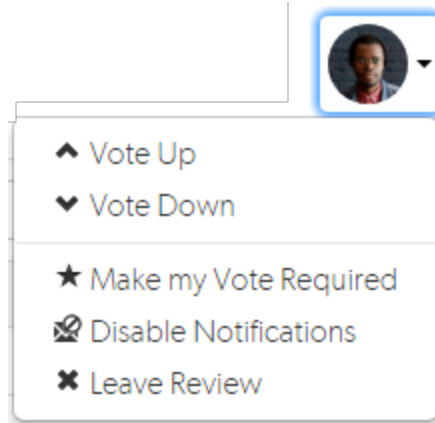 Vote Up
Vote Down
Make my Vote Required
Disable Notifications
Leave Review